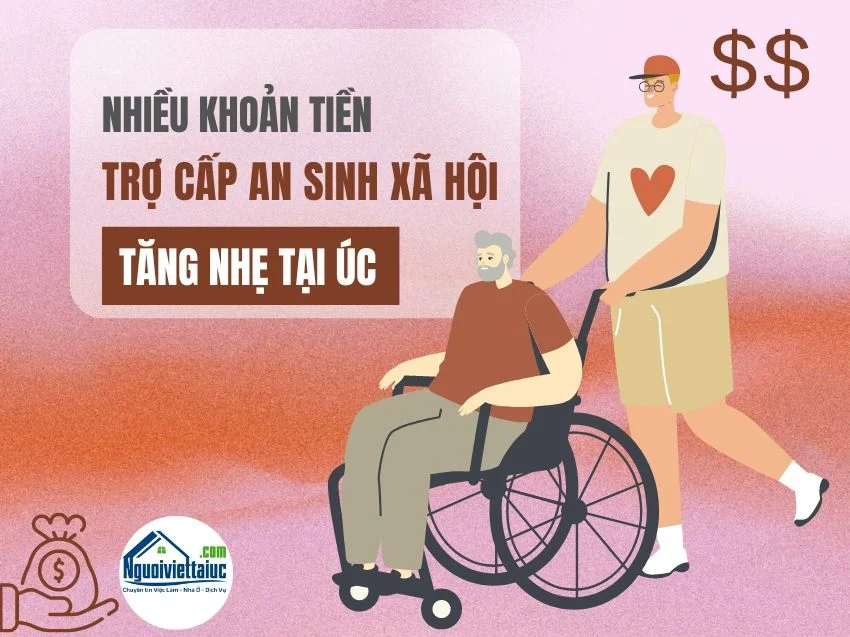 $$
NHIỀU KHOẢN TIỀN
TRỢ CẤP AN SINH XÃ HỘI
TĂNG NHẸ TẠI ÚC
$
.com
Nguoiviettaiuc
Chuyên tin Việc Làm - Nhà Ở - Dịch Vụ